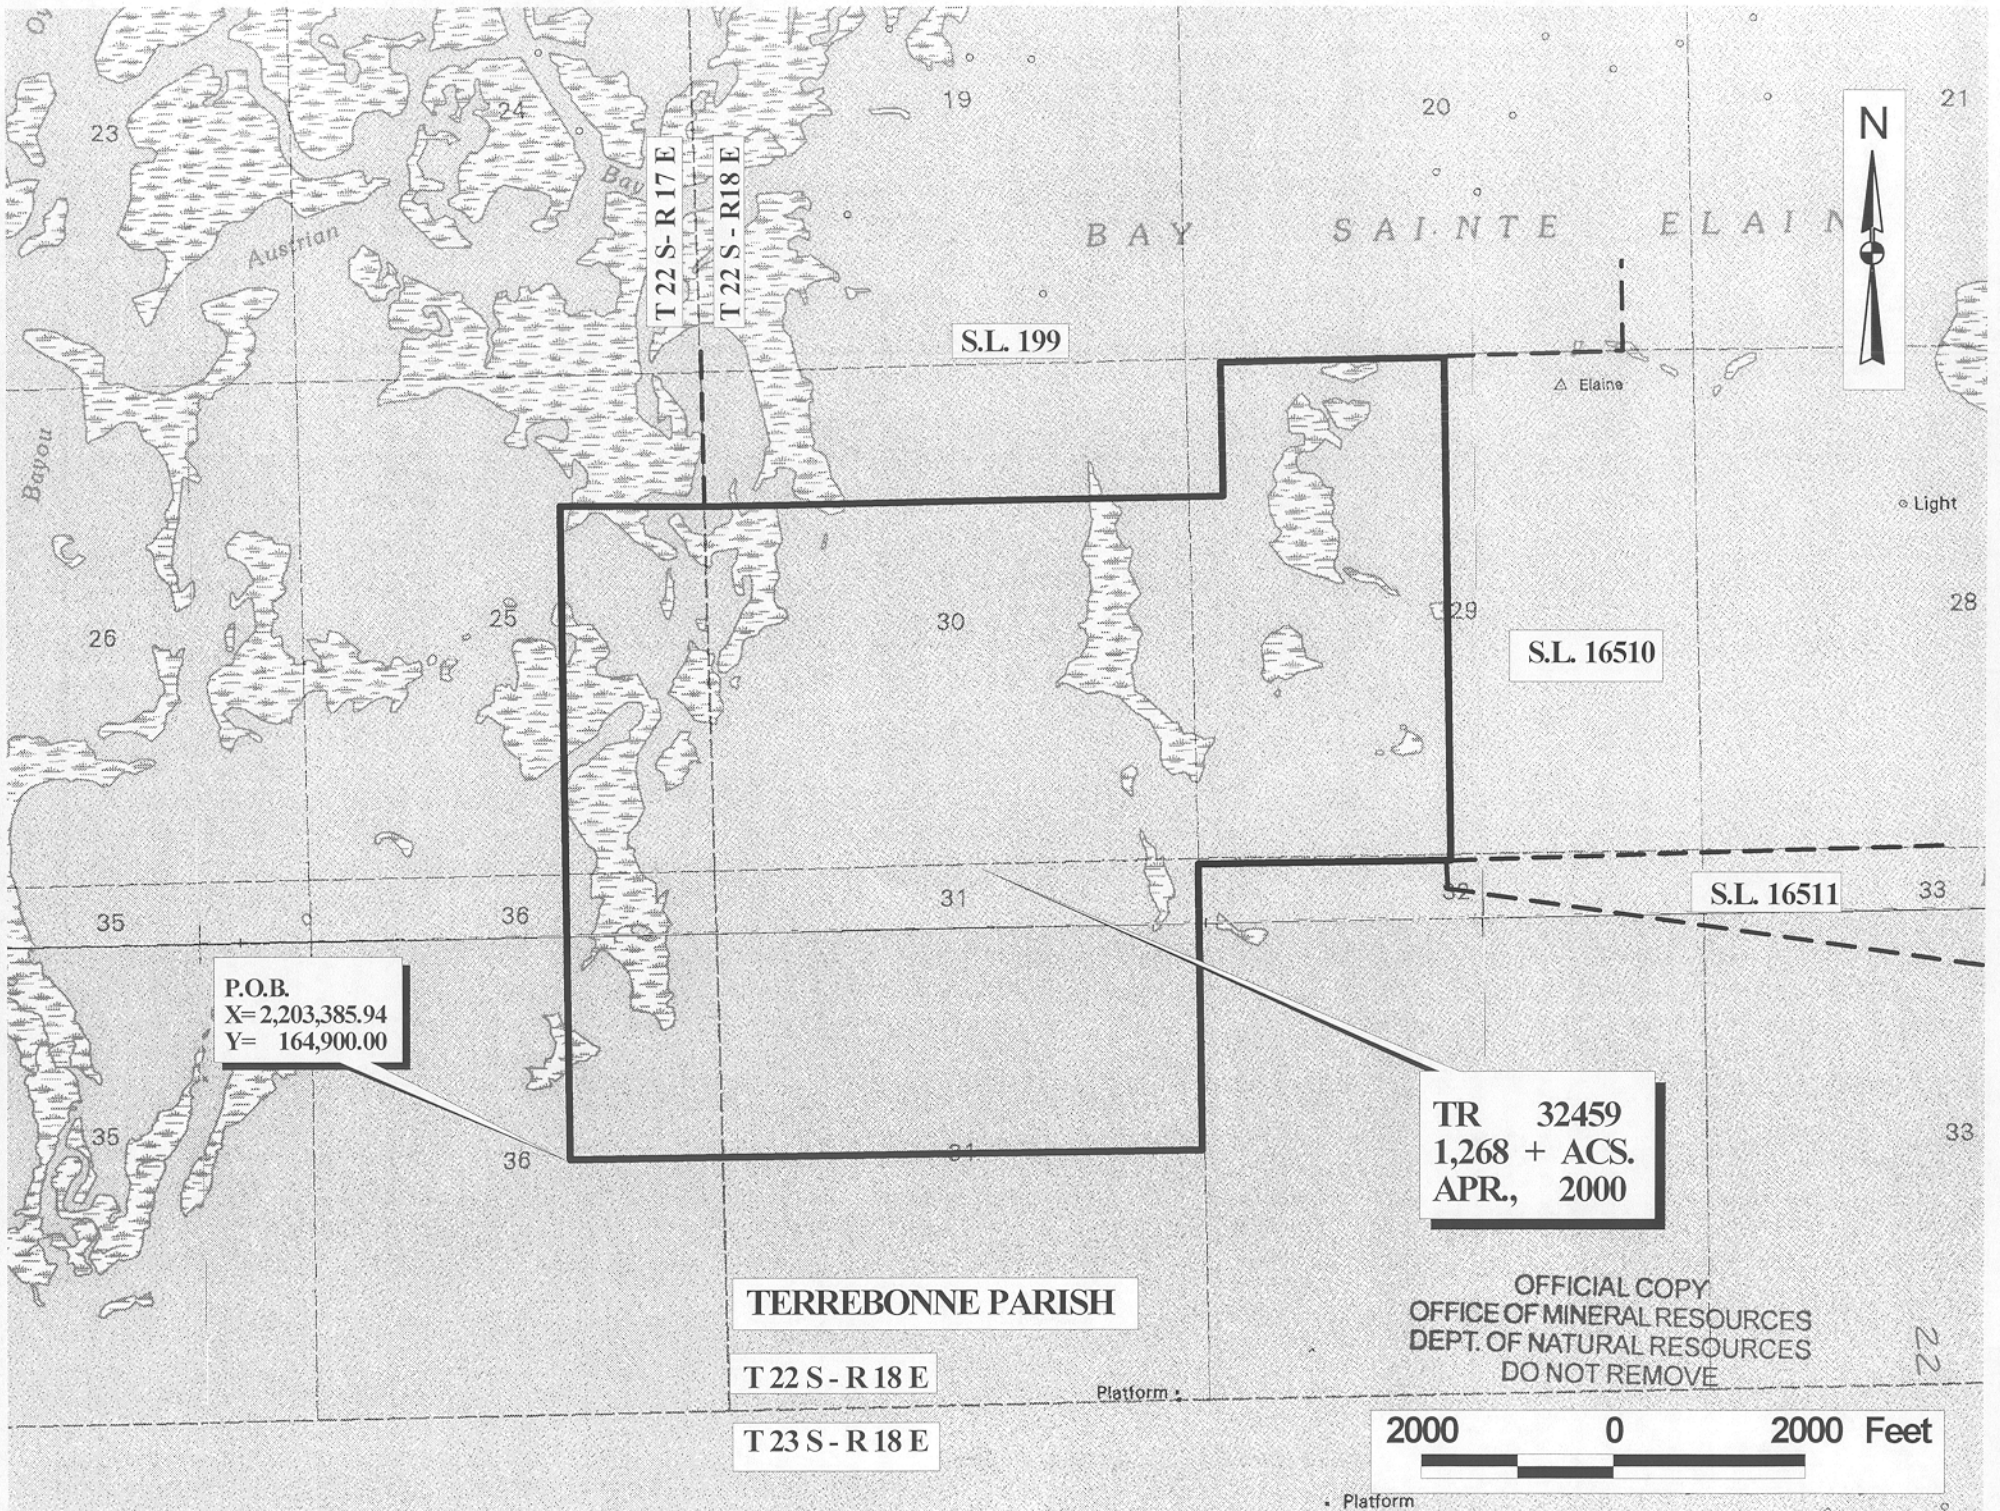 Oy
19
20
21
24
23
N
Bay
T 22 S- R 17 E
T 22 S - R18 E
BAY SAINTE ELAIN
Austrian
S.L. 199
Elaine
Bayou
Light
25
30
29
28
26
S.L. 16510
31
32
S.L. 16511
33
35
36
P.O.B.
X= 2,203,385.94
Y= 164,900.00
TR 32459
1,268 + ACS.
APR., 2000
35
36
31
33
TERREBONNE PARISH
OFFICIAL COPY
OFFICE OF MINERAL RESOURCES
DEPT. OF NATURAL RESOURCES
DO NOT REMOVE
22
T 22 S - R 18 E
Platform
T 23 S - R 18 E
2000 0 2000 Feet
Platform